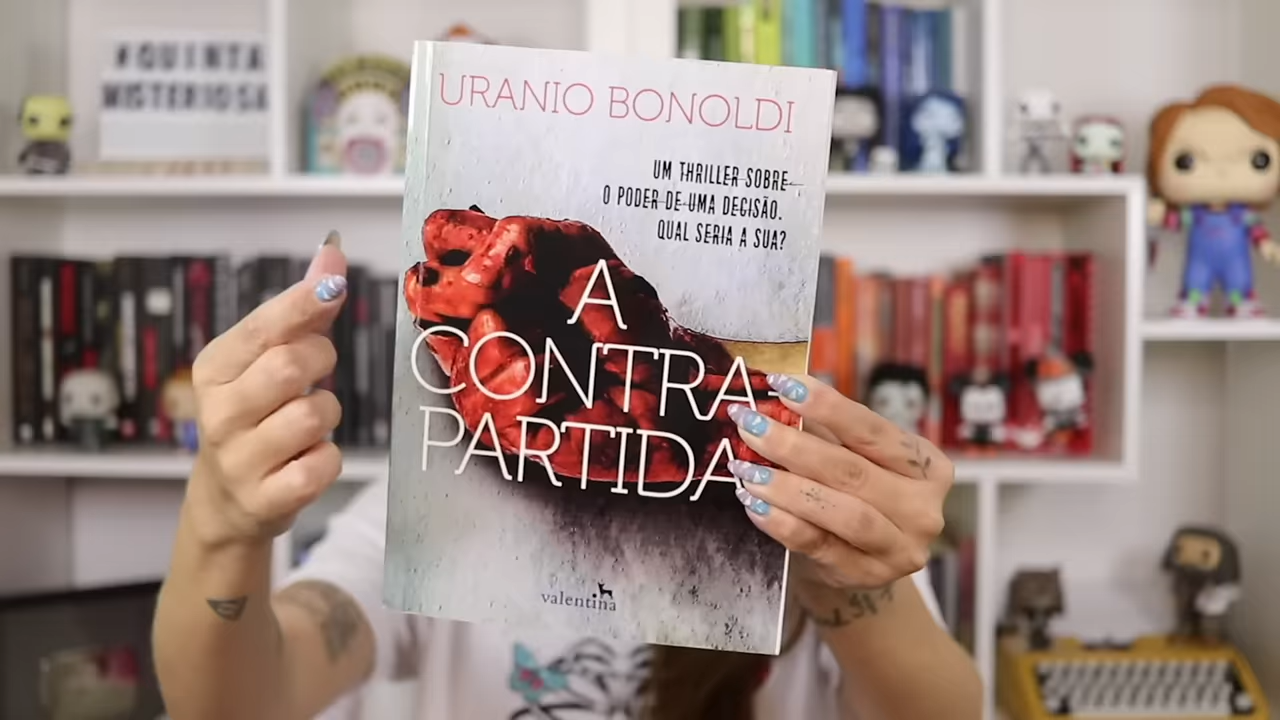 #QUINTA
MISTERIOSA
URANIO BONOLDI
UM THRILLER SOBRE
O PODER DE UMA DECISÃO.
QUAL SERIA A SUA?
A
CONTRA-
PARTIDA
valentina